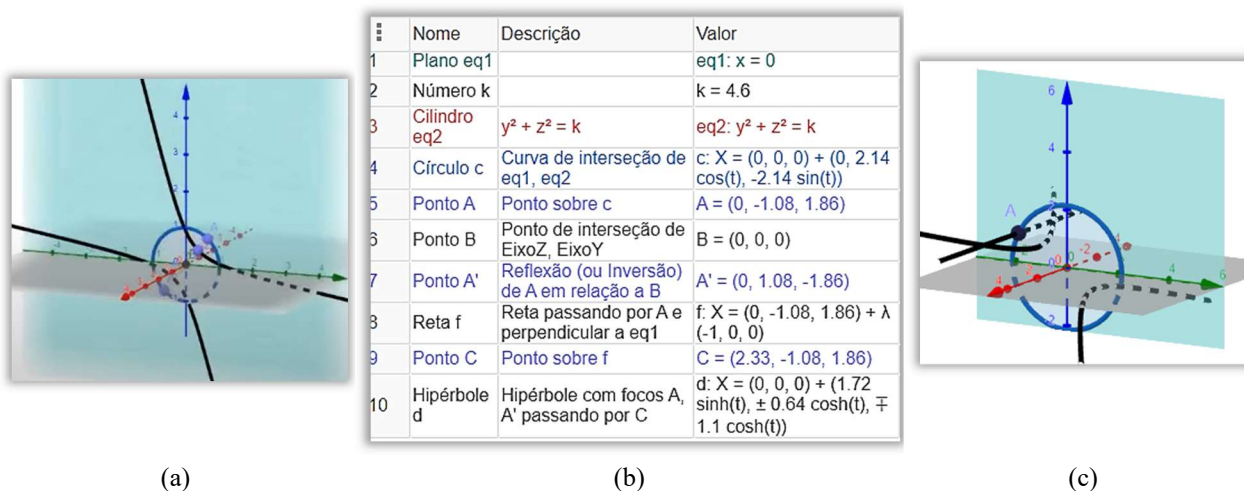 Nome Descrição Valor
1 Plano eq1 eq1: x = 0
2 Número k k = 4.6
3 Cilindro eq2 y² + z² = k eq2: y² + z² = k
4 Círculo c Curva de interseção de eq1, eq2 c: X = (0, 0, 0) + (0, 2.14 cos(t), -2.14 sin(t))
5 Ponto A Ponto sobre c A = (0, -1.08, 1.86)
6 Ponto B Ponto de interseção de EixoZ, EixoY B = (0, 0, 0)
7 Ponto A' Reflexão (ou Inversão) de A em relação a B A' = (0, 1.08, -1.86)
8 Reta f Reta passando por A e perpendicular a eq1 f: X = (0, -1.08, 1.86) + λ (-1, 0, 0)
9 Ponto C Ponto sobre f C = (2.33, -1.08, 1.86)
10 Hipérbole d Hipérbole com focos A, A' passando por C d: X = (0, 0, 0) + (1.72 sinh(t), ± 0.64 cosh(t), ∓ 1.1 cosh(t))
A
6
4
A
4
6
-2
(a) (b) (c)